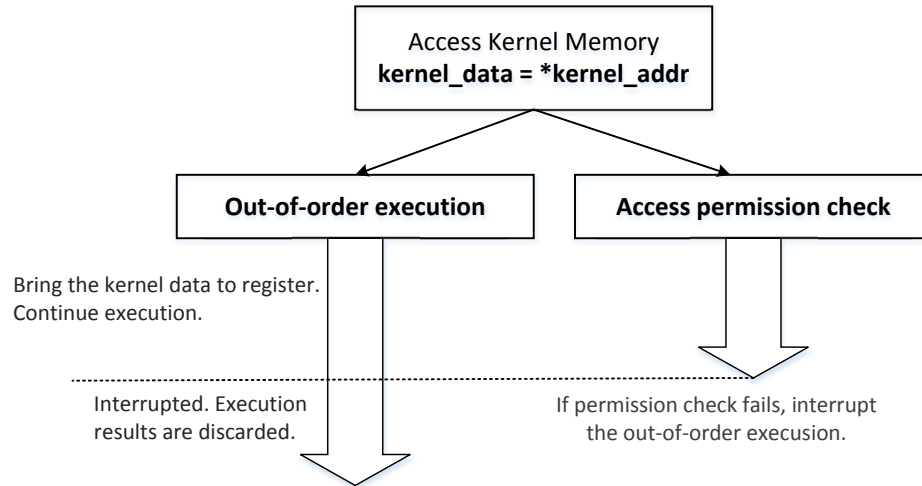 Access Kernel Memory
kernel_data = *kernel_addr
Out-of-order execution
Access permission check
Bring the kernel data to register.
Continue execution.
Interrupted. Execution
results are discarded.
If permission check fails, interrupt
the out-of-order execusion.